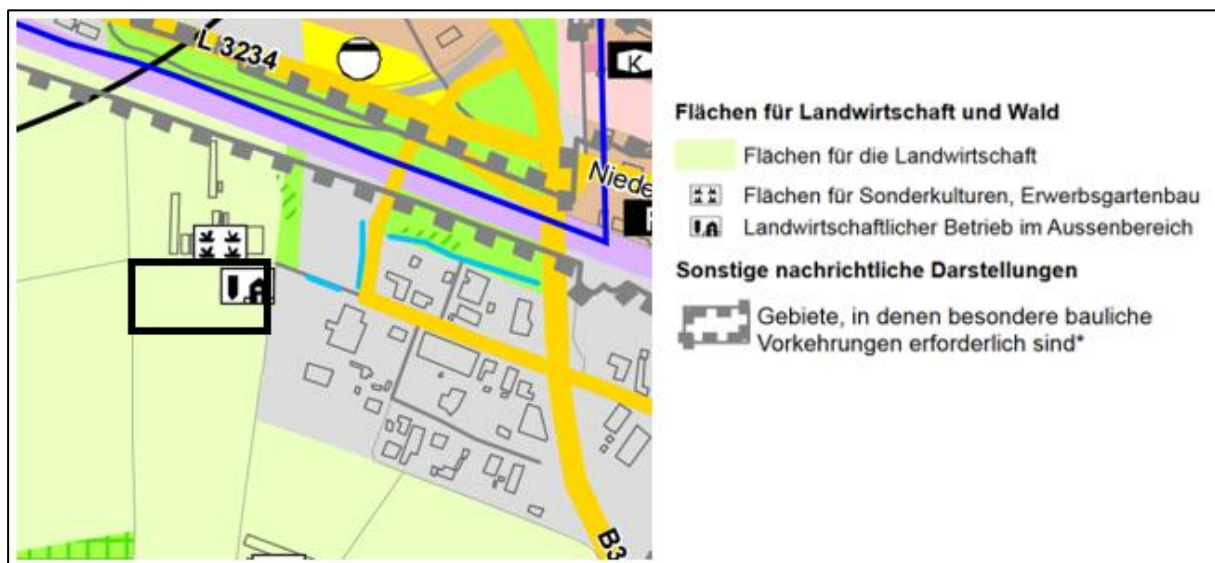 L 3234
K
Niede
B3
Flächen für Landwirtschaft und Wald
Flächen für die Landwirtschaft
Flächen für Sonderkulturen, Erwerbsgartenbau
Landwirtschaftlicher Betrieb im Aussenbereich
Sonstige nachrichtliche Darstellungen
Gebiete, in denen besondere bauliche
Vorkehrungen erforderlich sind*